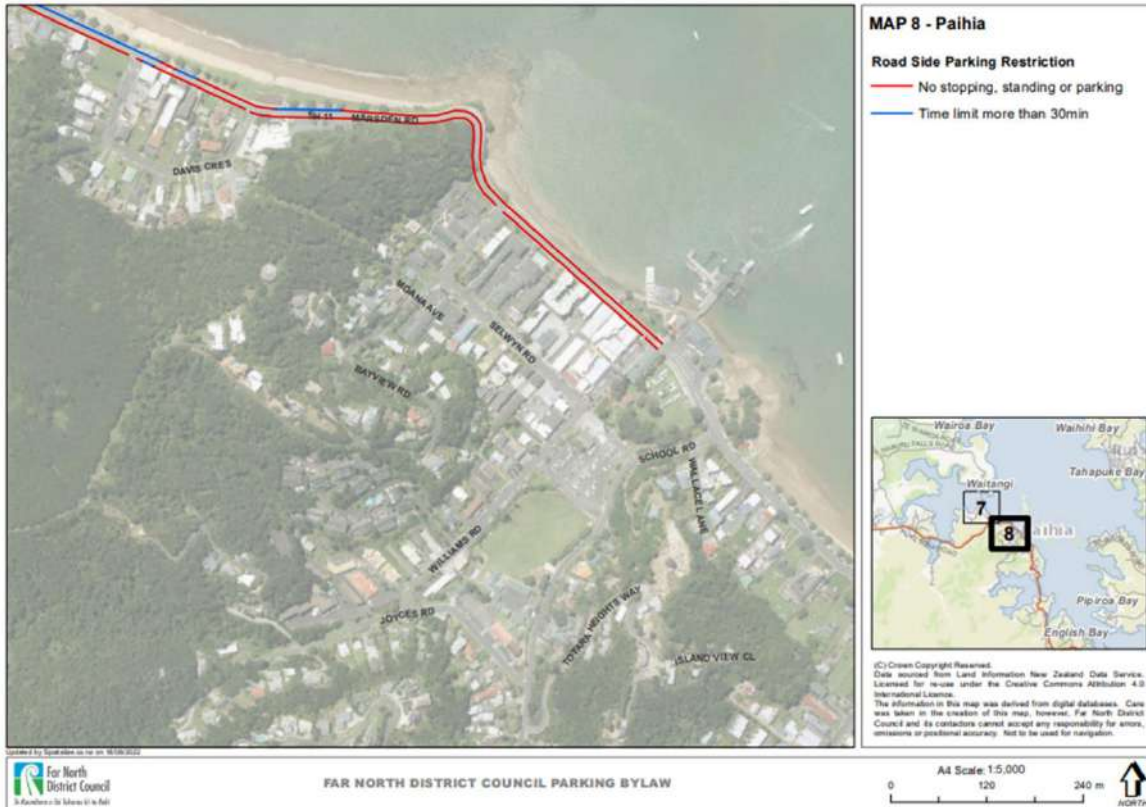 MAP 8 - Paihia
Road Side Parking Restriction
No stopping, standing or parking
Time limit more than 30min
SH 11 MARSDEN RD
DAVIS CRES
MOANA AVE
SELWYN RD
BAYVIEW RD
SCHOOL RD
WALLACE LANE
WILLIAMS RD
JOYCES RD
TOTARA HEIGHTS WAY
ISLAND VIEW CL
Wairoa Bay
Waihihi Bay
Tahapuke Bay
Waitangi
7
8
aihia
Pipiroa Bay
English Bay
(C) Crown Copyright Reserved.
Data sourced from Land Information New Zealand Data Service.
Licensed for re-use under the Creative Commons Attribution 4.0
International Licence.
The information in this map was derived from digital databases. Care
was taken in the creation of this map, however, Far North District
Council and its contactors cannot accept any responsibility for errors,
omissions or positional accuracy. Not to be used for navigation.
Far North
District Council
FAR NORTH DISTRICT COUNCIL PARKING BYLAW
A4 Scale: 1:5,000
0 120 240 m
NORTH